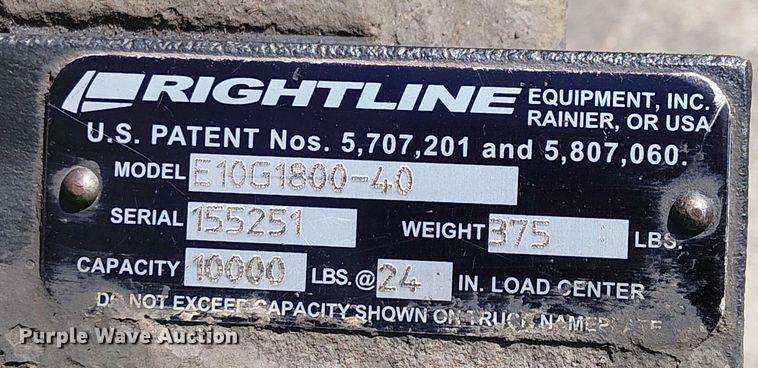 RIGHTLINE EQUIPMENT, INC.
RAINIER, OR USA
U.S. PATENT Nos. 5,707,201 and 5,807,060.
MODEL E10G1800-40
SERIAL 155251 WEIGHT 375 LBS.
CAPACITY 10000 LBS. @ 24 IN. LOAD CENTER
DO NOT EXCEED CAPACITY SHOWN ON TRUCK NAMEPLATE
Purple Wave Auction